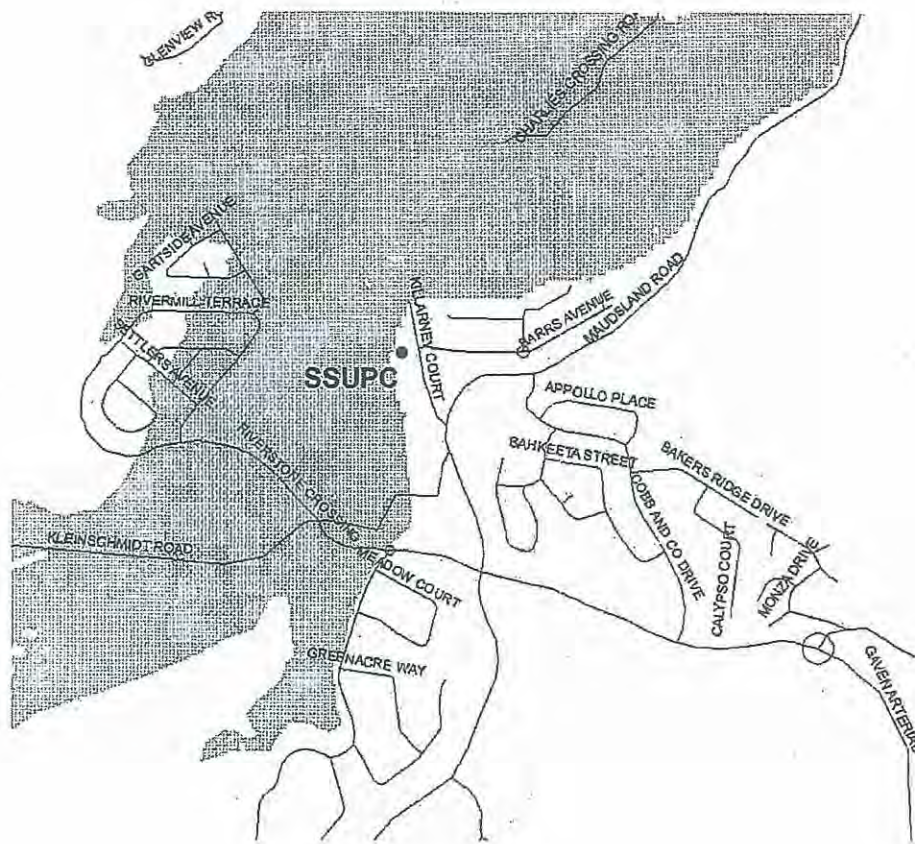 GLENVIEW R
CHARLIES CROSSING ROA
GARTSIDE AVENUE
RIVERMILL TERRACE
SETTLERS AVENUE
KILLARNEY COURT
BARRS AVENUE
MAUDSLAND ROAD
SSUPC
APPOLLO PLACE
BAHKEETA STREET
BAKERS RIDGE DRIVE
RIVERSTONE CROSSING
COBB AND CO DRIVE
KLEINSCHMIDT ROAD
MEADOW COURT
CALYPSO COURT
MONZA DRIVE
GREENACRE WAY
GAVEN ARTERIAL